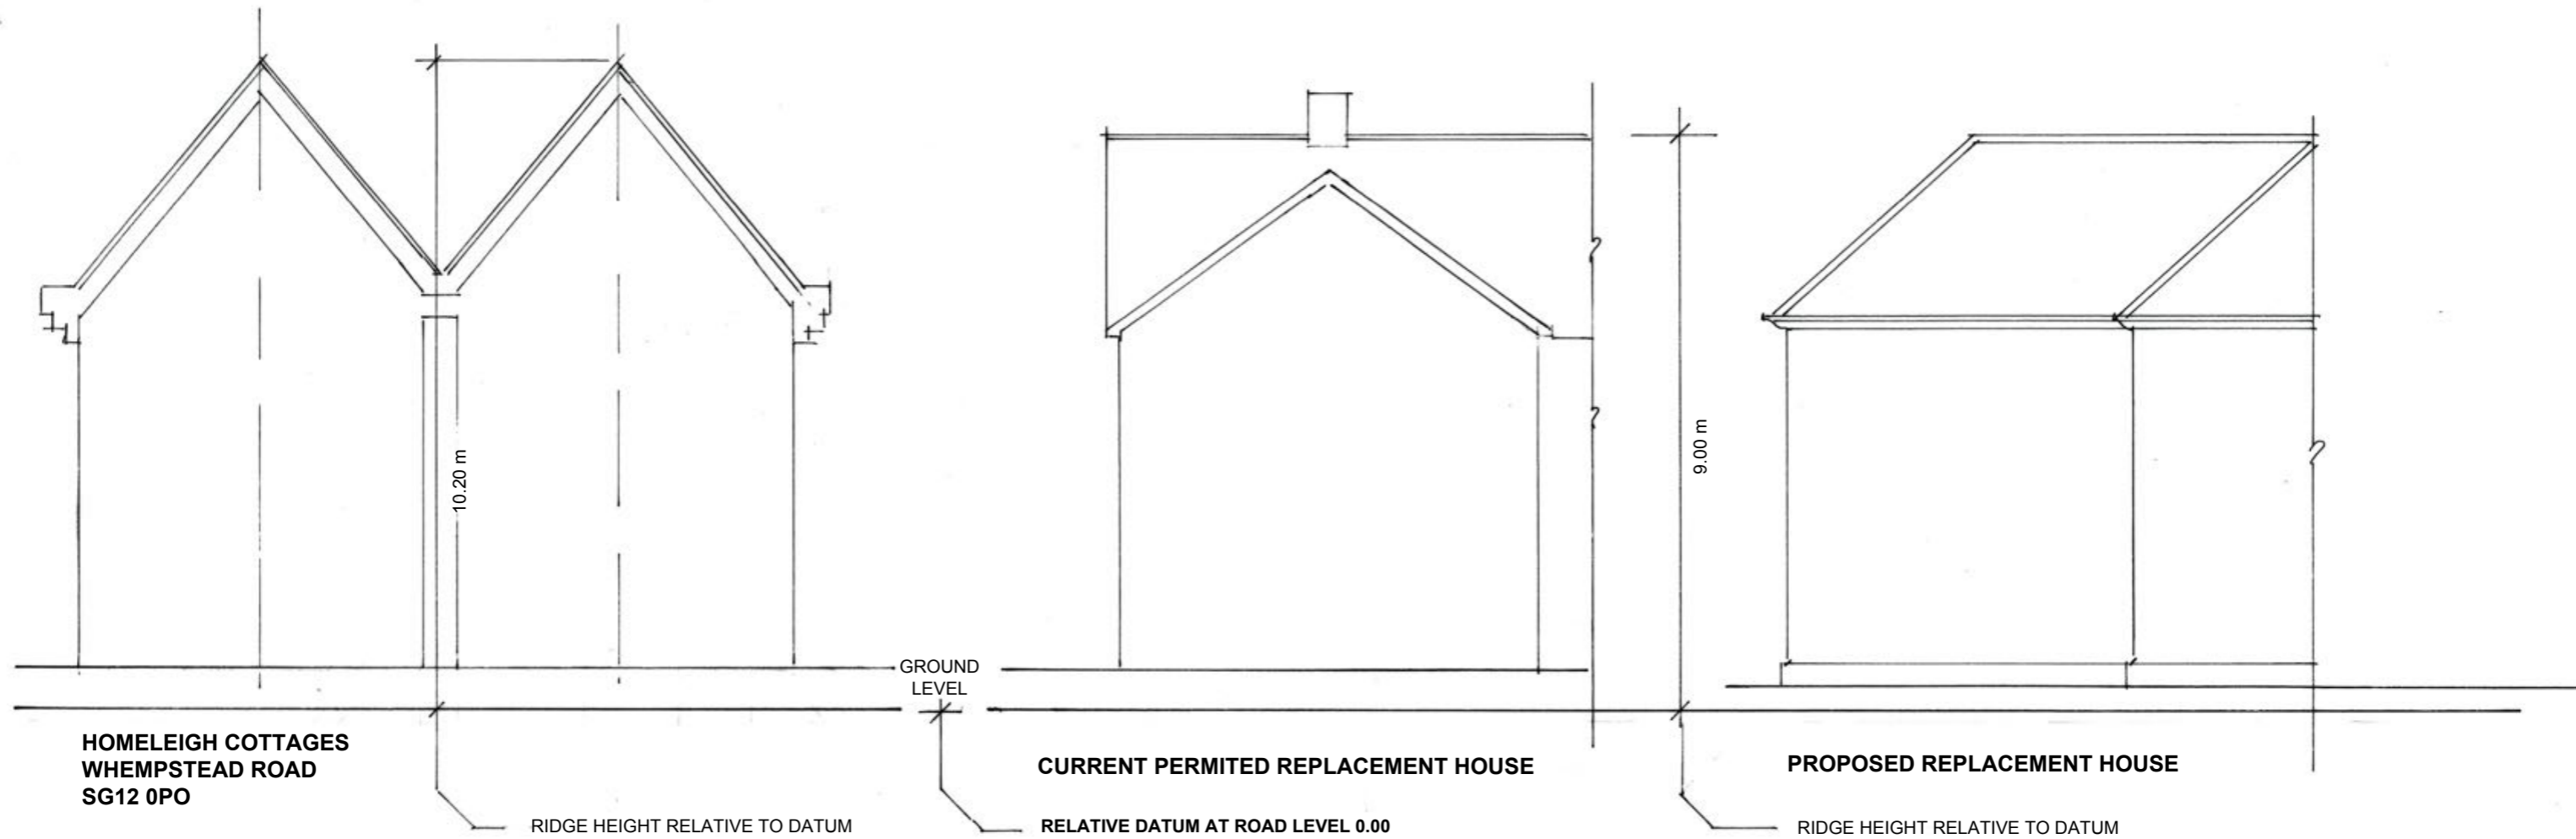 10.20 m
9.00 m
GROUND
LEVEL
HOMELEIGH COTTAGES
WHEMPSTEAD ROAD
SG12 0PO
CURRENT PERMITED REPLACEMENT HOUSE
PROPOSED REPLACEMENT HOUSE
RIDGE HEIGHT RELATIVE TO DATUM
RELATIVE DATUM AT ROAD LEVEL 0.00
RIDGE HEIGHT RELATIVE TO DATUM